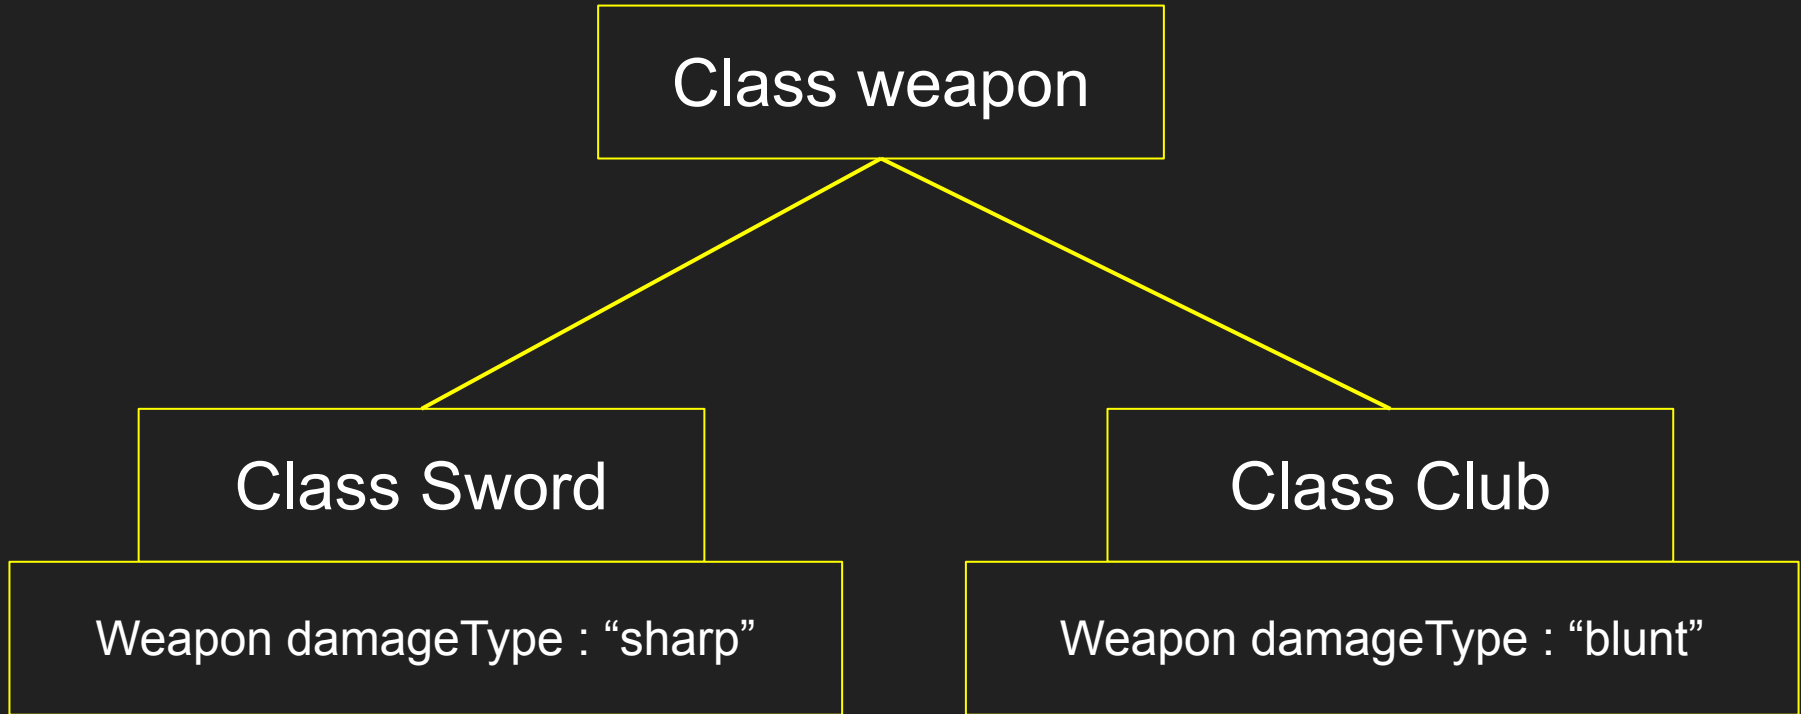 Class weapon
Class Sword
Class Club
Weapon damageType : “sharp”
Weapon damageType : “blunt”